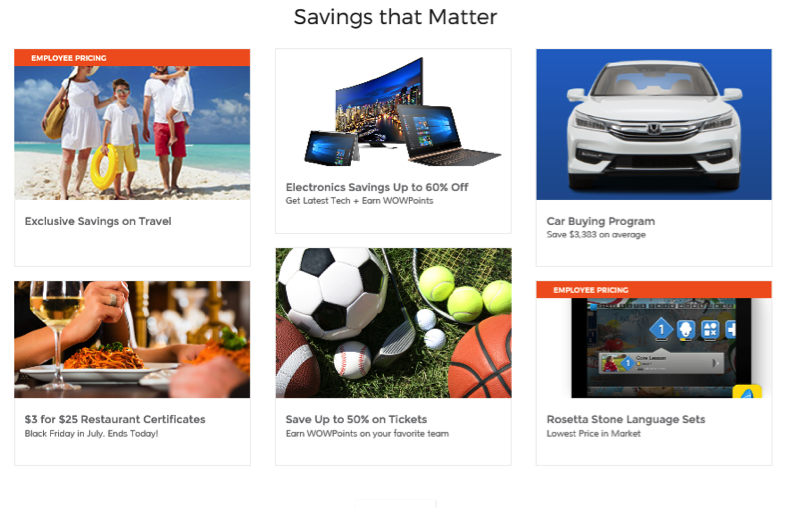 Savings that Matter
EMPLOYEE PRICING
Exclusive Savings on Travel
Electronics Savings Up to 60% Off
Get Latest Tech + Earn WOWPoints
Car Buying Program
Save $3,383 on average
$3 for $25 Restaurant Certificates
Black Friday in July. Ends Today!
Save Up to 50% on Tickets
Earn WOWPoints on your favorite team
EMPLOYEE PRICING
1
Core Lesson
Rosetta Stone Language Sets
Lowest Price in Market